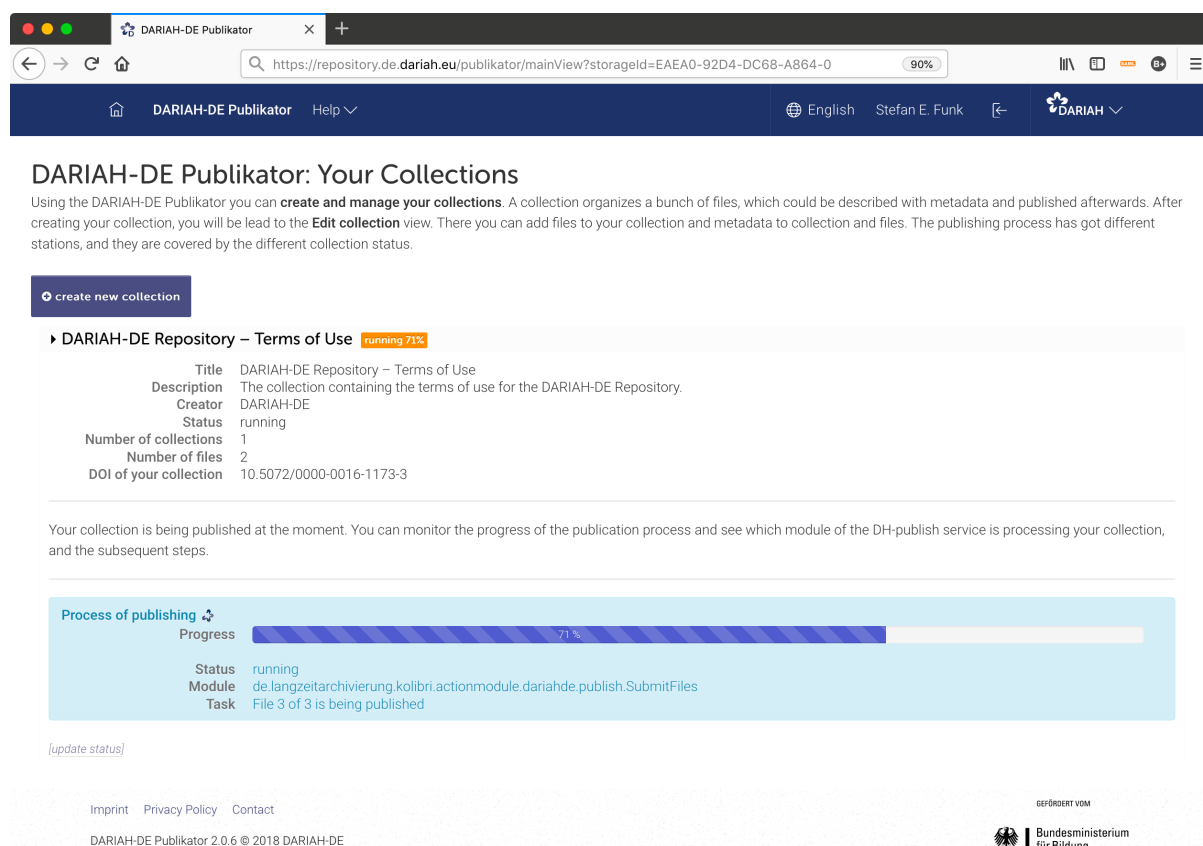 DARIAH-DE Publikator
https://repository.de.dariah.eu/publikator/mainView?storageId=EAEA0-92D4-DC68-A864-0 90%
DARIAH-DE Publikator Help English Stefan E. Funk DARIAH
DARIAH-DE Publikator: Your Collections
Using the DARIAH-DE Publikator you can create and manage your collections. A collection organizes a bunch of files, which could be described with metadata and published afterwards. After
creating your collection, you will be lead to the Edit collection view. There you can add files to your collection and metadata to collection and files. The publishing process has got different
stations, and they are covered by the different collection status.
create new collection
DARIAH-DE Repository – Terms of Use running 71%
Title DARIAH-DE Repository – Terms of Use
Description The collection containing the terms of use for the DARIAH-DE Repository.
Creator DARIAH-DE
Status running
Number of collections 1
Number of files 2
DOI of your collection 10.5072/0000-0016-1173-3
Your collection is being published at the moment. You can monitor the progress of the publication process and see which module of the DH-publish service is processing your collection,
and the subsequent steps.
Process of publishing
Progress 71 %
Status running
Module de.langzeitarchivierung.kolibri.actionmodule.dariahde.publish.SubmitFiles
Task File 3 of 3 is being published
[update status]
Imprint Privacy Policy Contact
GEFÖRDERT VOM
DARIAH-DE Publikator 2.0.6 © 2018 DARIAH-DE
Bundesministerium
für Bildung